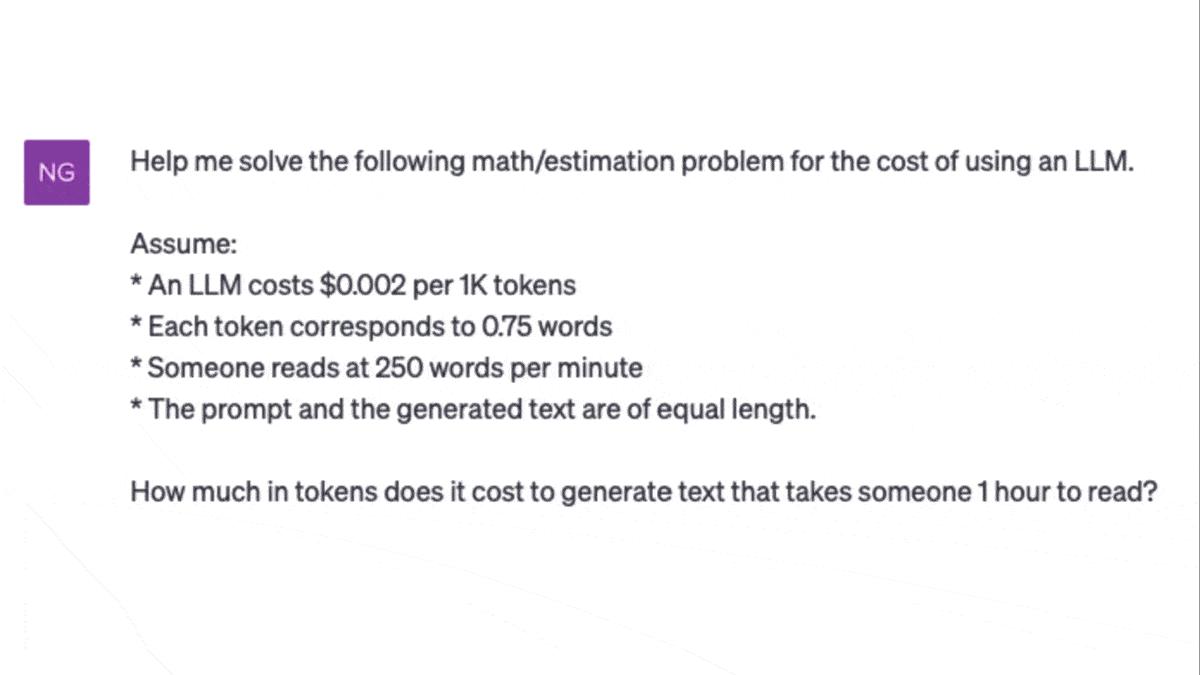 NG
Help me solve the following math/estimation problem for the cost of using an LLM.
Assume:
* An LLM costs $0.002 per 1K tokens
* Each token corresponds to 0.75 words
* Someone reads at 250 words per minute
* The prompt and the generated text are of equal length.
How much in tokens does it cost to generate text that takes someone 1 hour to read?